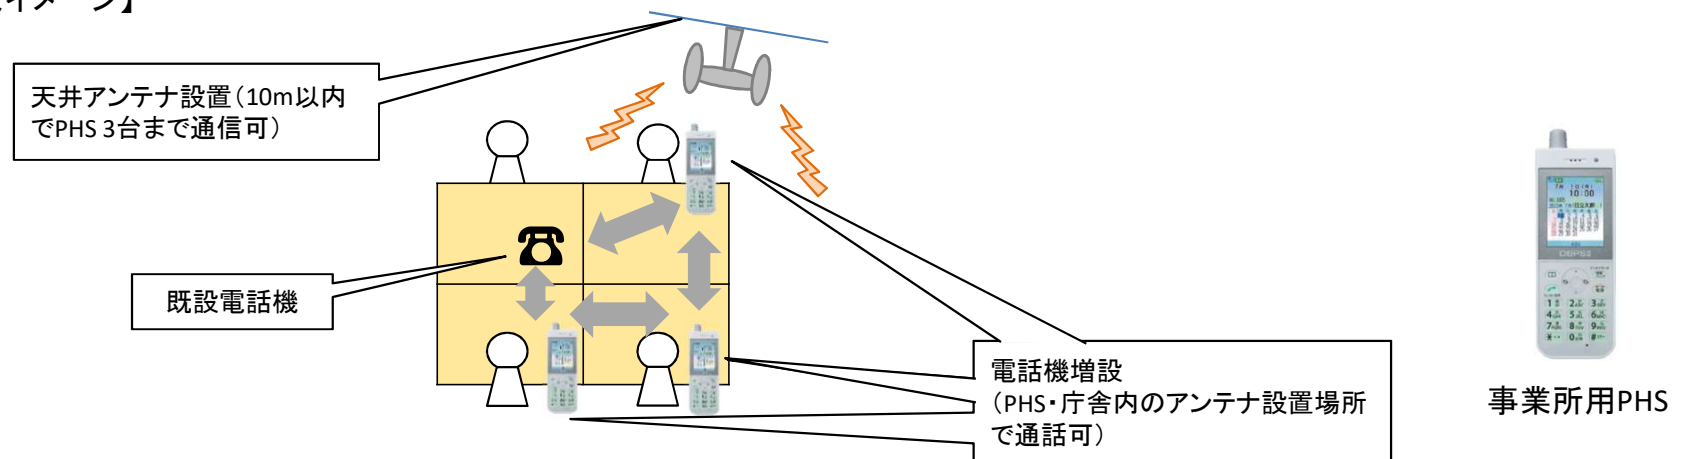 イメージ】
天井アンテナ設置（10m以内
でPHS 3台まで通信可）
既設電話機
電話機増設
（PHS・庁舎内のアンテナ設置場所
で通話可）
事業所用PHS